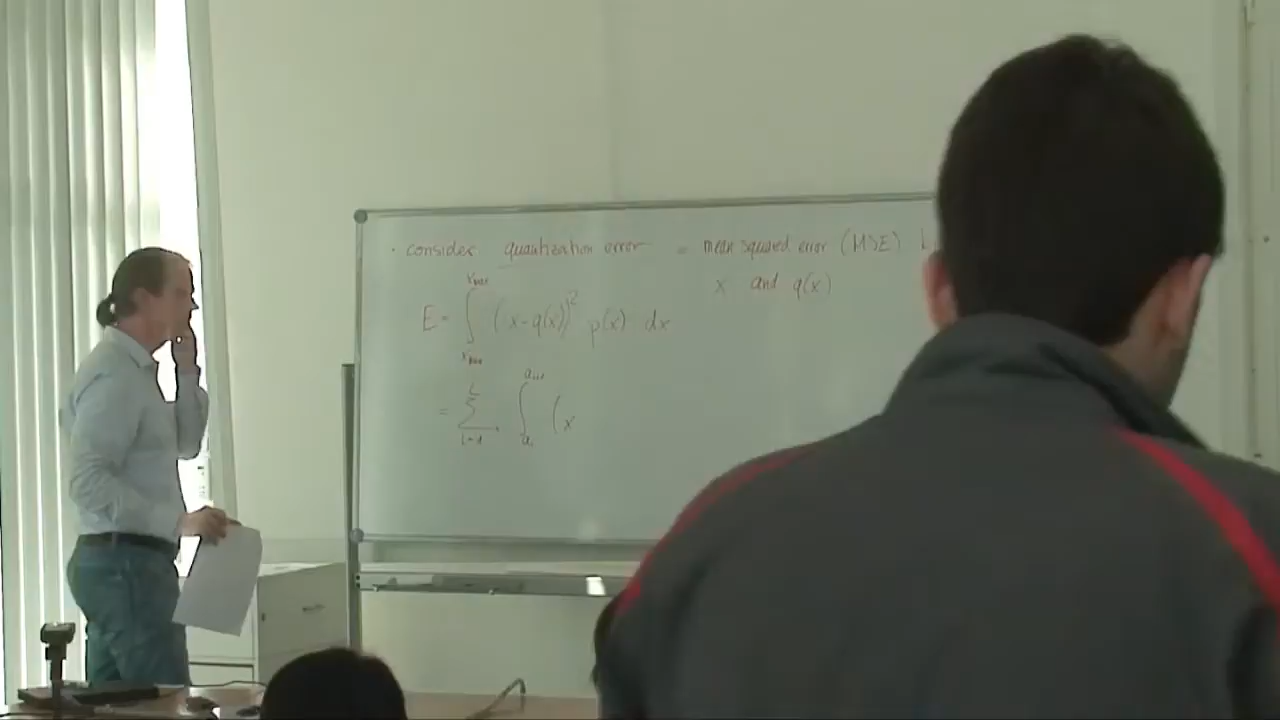 · consider quantization error = mean squared error (MSE)
x and q(x)
E = ∫ (x-q(x))² p(x) dx
= ∑ ∫ (x